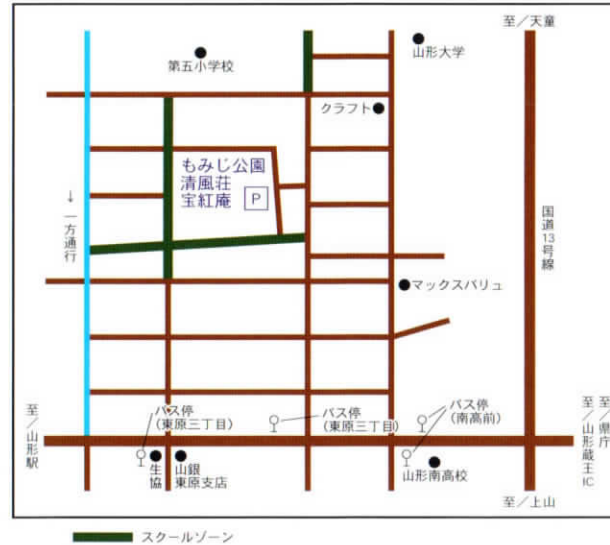 至／天童
第五小学校
山形大学
クラフト
もみじ公園
清風荘
宝紅庵 P
↓一方通行
国道13号線
マックスバリュ
バス停
(東原三丁目)
バス停
(東原三丁目)
バス停
(南高前)
至／山形駅
至／県庁
至／山形蔵王IC
生協
山銀
東原支店
山形南高校
至／上山
スクールゾーン